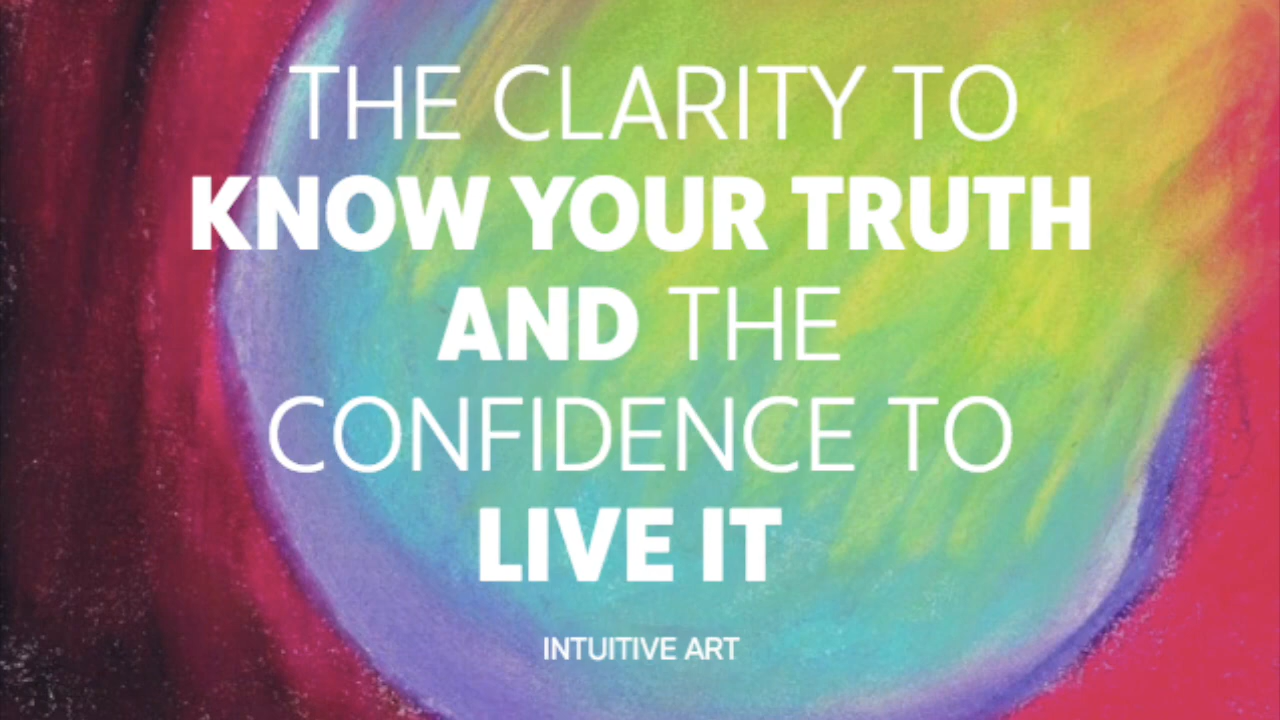 THE CLARITY TO
KNOW YOUR TRUTH
AND THE
CONFIDENCE TO
LIVE IT
INTUITIVE ART